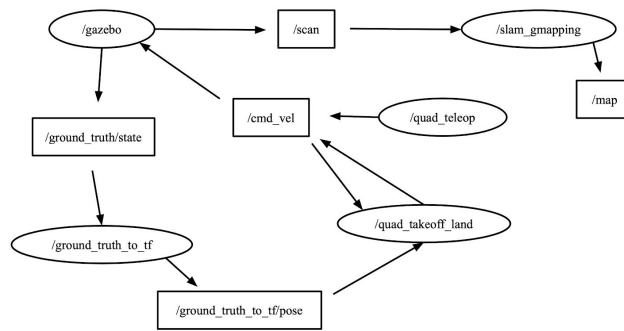 /gazebo
/scan
/slam_gmapping
/map
/cmd_vel
/quad_teleop
/ground_truth/state
/quad_takeoff_land
/ground_truth_to_tf
/ground_truth_to_tf/pose